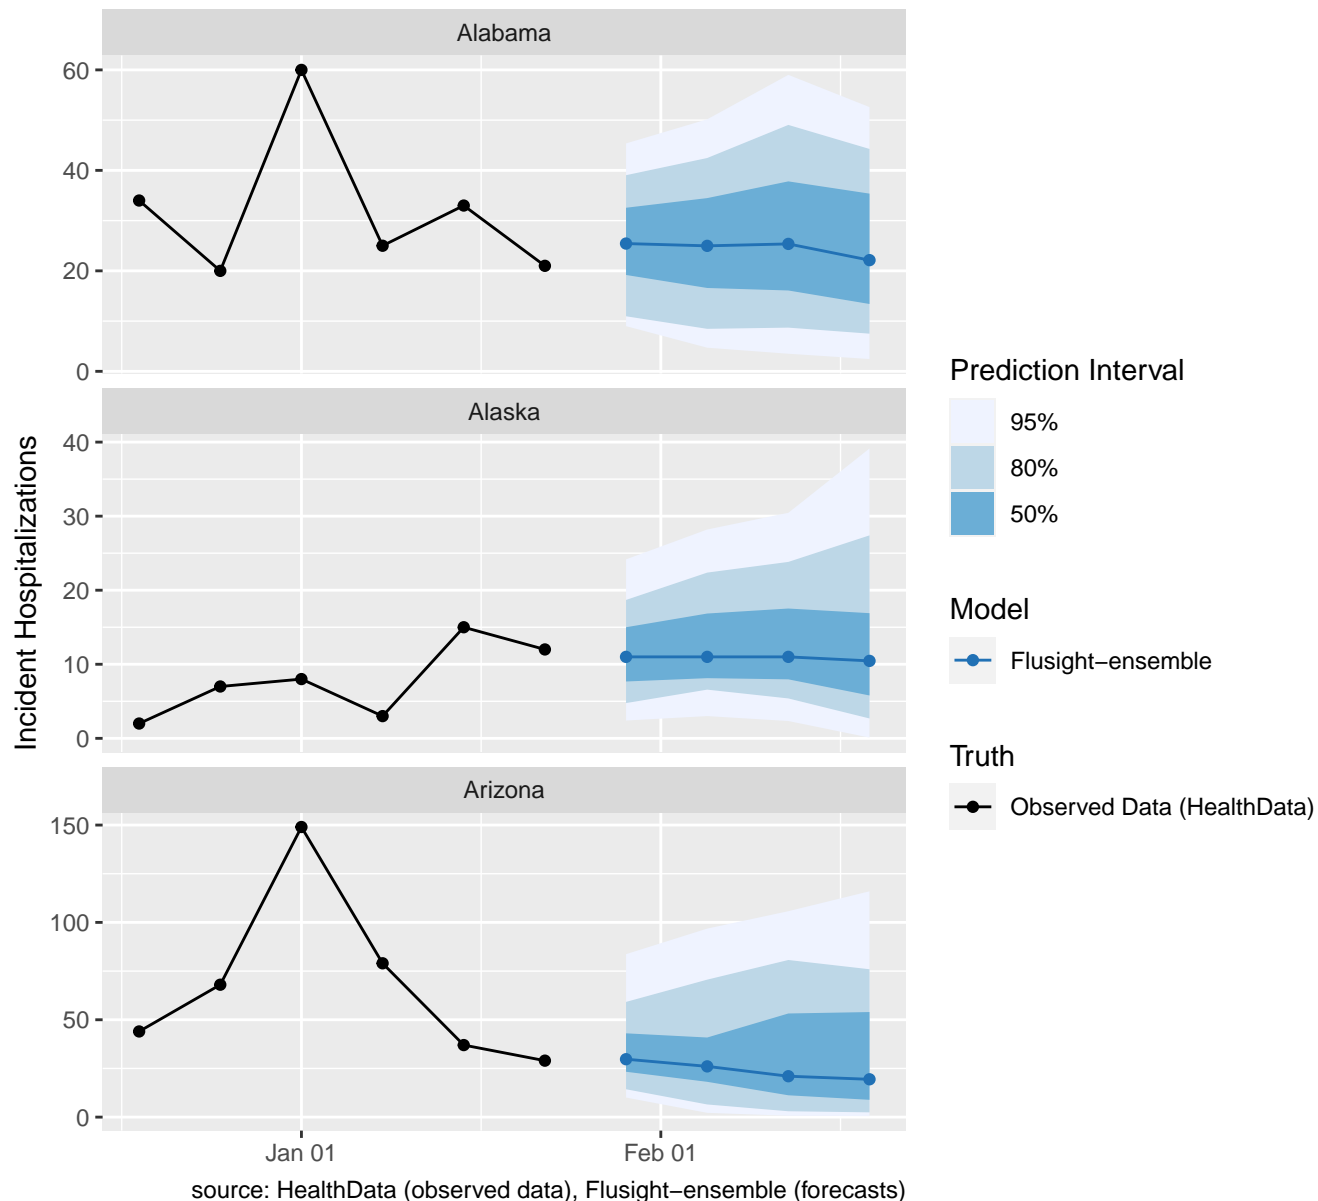 Alabama
60
40
20
0
Alaska
40
30
20
10
0
Arizona
150
100
50
0
Jan 01
Feb 01
Incident Hospitalizations
source: HealthData (observed data), Flusight−ensemble (forecasts)
Prediction Interval
95%
80%
50%
Model
Flusight−ensemble
Truth
Observed Data (HealthData)